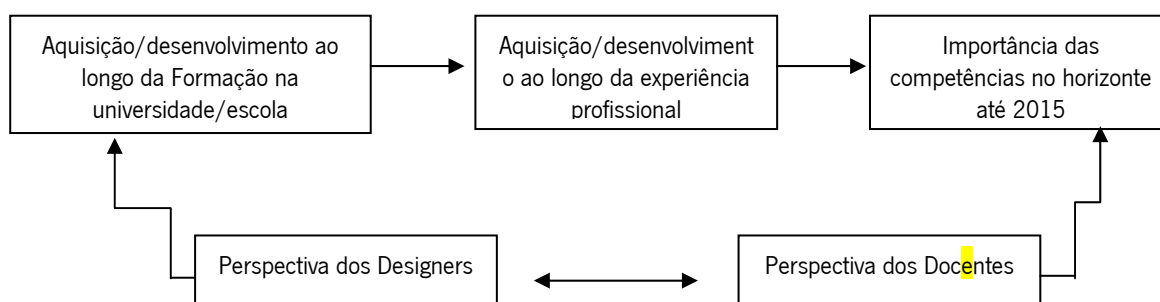 Aquisição/desenvolvimento ao
longo da Formação na
universidade/escola
Aquisição/desenvolviment
o ao longo da experiência
profissional
Importância das
competências no horizonte
até 2015
Perspectiva dos Designers
Perspectiva dos Docentes